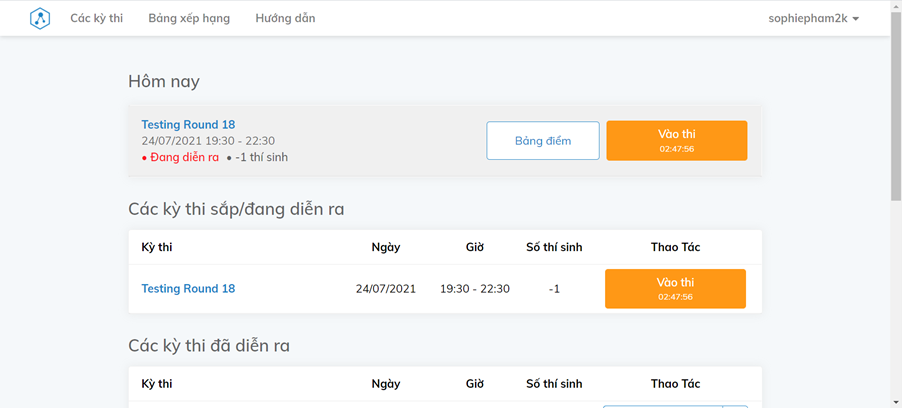 Các kỳ thi Bảng xếp hạng Hướng dẫn sophiepham2k
Hôm nay
Testing Round 18
24/07/2021 19:30 - 22:30
• Đang diễn ra • -1 thí sinh
Bảng điểm
Vào thi
02:47:56
Các kỳ thi sắp/đang diễn ra
Kỳ thi Ngày Giờ Số thí sinh Thao Tác
Testing Round 18 24/07/2021 19:30 - 22:30 -1 Vào thi
02:47:56
Các kỳ thi đã diễn ra
Kỳ thi Ngày Giờ Số thí sinh Thao Tác